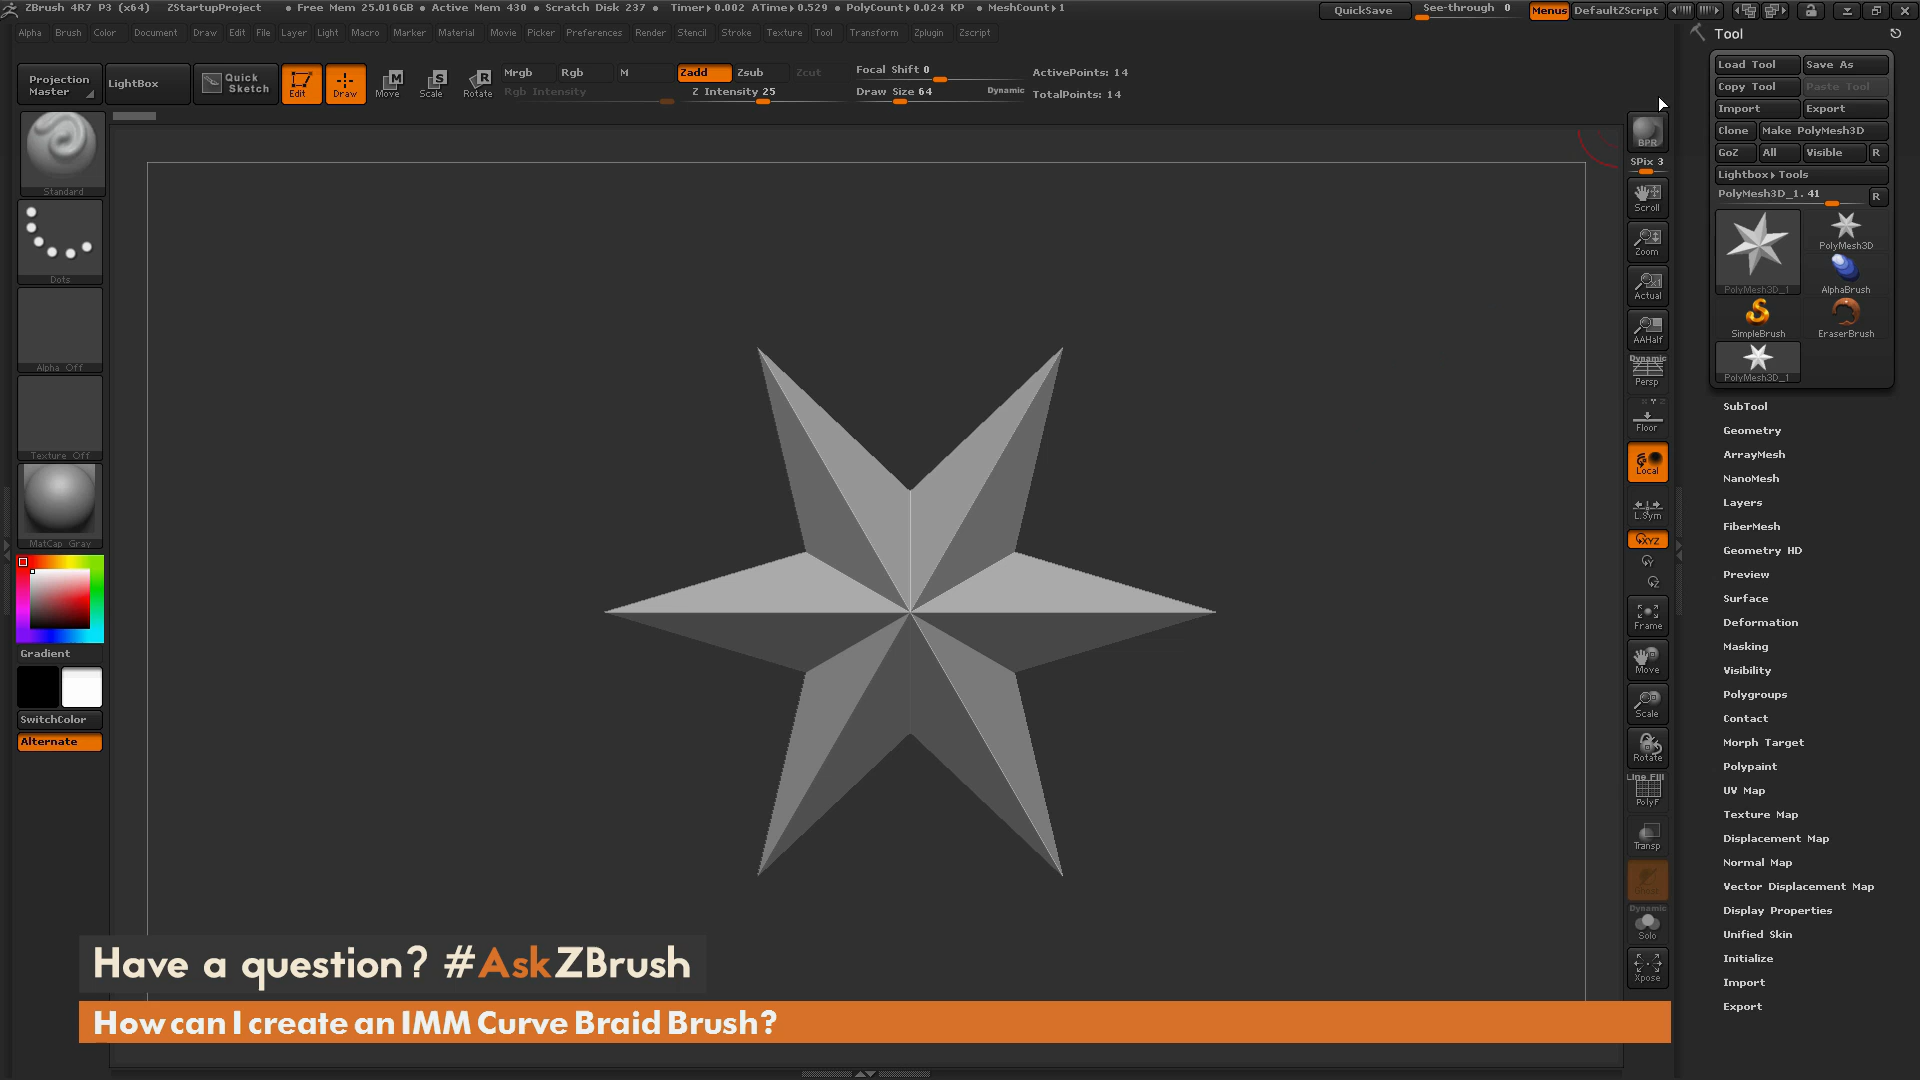 ZBrush 4R7 P3 (x64) ZStartupProject • Free Mem 25.016GB • Active Mem 430 • Scratch Disk 237 • Timer▸0.002 ATime▸0.529 • PolyCount▸0.024 KP • MeshCount▸1 QuickSave See-through 0 Menus DefaultZScript
Alpha Brush Color Document Draw Edit File Layer Light Macro Marker Material Movie Picker Preferences Render Stencil Stroke Texture Tool Transform Zplugin Zscript
Projection Master
LightBox
Quick Sketch
Edit
Draw
Move
Scale
Rotate
Mrgb Rgb M
Rgb Intensity
Zadd Zsub Zcut
Z Intensity 25
Focal Shift 0
Draw Size 64 Dynamic
ActivePoints: 14
TotalPoints: 14
Standard
Dots
Alpha Off
Texture Off
MatCap Gray
Gradient
SwitchColor
Alternate
BPR
SPix 3
Scroll
Zoom
Actual
AAHalf
Dynamic
Persp
Floor
Local
L.Sym
XYZ
Y
Z
Frame
Move
Scale
Rotate
Line Fill
PolyF
Transp
Ghost
Dynamic
Solo
Xpose
Tool
Load Tool Save As
Copy Tool Paste Tool
Import Export
Clone Make PolyMesh3D
GoZ All Visible R
Lightbox▸Tools
PolyMesh3D_1. 41 R
PolyMesh3D_1
PolyMesh3D
AlphaBrush
SimpleBrush
EraserBrush
PolyMesh3D_1
SubTool
Geometry
ArrayMesh
NanoMesh
Layers
FiberMesh
Geometry HD
Preview
Surface
Deformation
Masking
Visibility
Polygroups
Contact
Morph Target
Polypaint
UV Map
Texture Map
Displacement Map
Normal Map
Vector Displacement Map
Display Properties
Unified Skin
Initialize
Import
Export
Have a question? #AskZBrush
How can I create an IMM Curve Braid Brush?